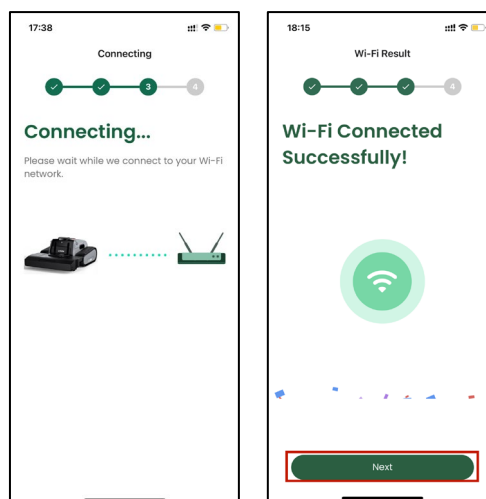 17:38
Connecting
3
4
Connecting...
Please wait while we connect to your Wi-Fi
network.
18:15
Wi-Fi Result
4
Wi-Fi Connected
Successfully!
Next